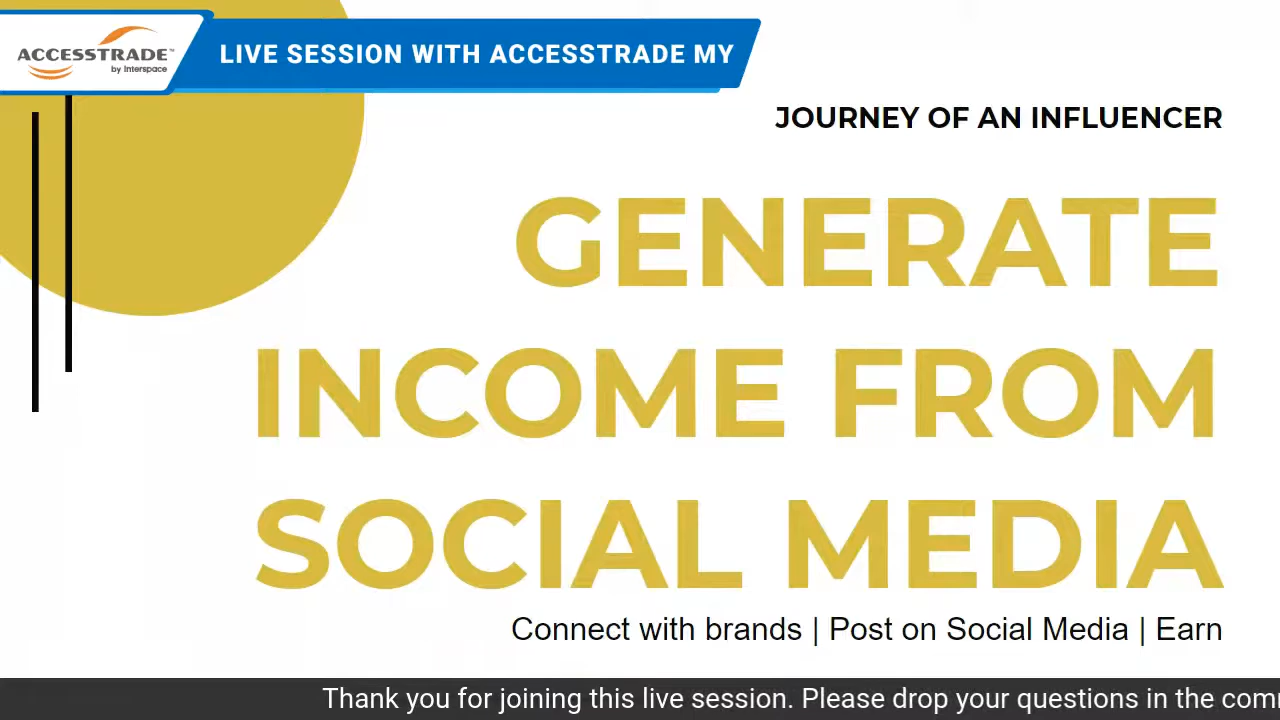 ACCESSTRADE™
by Interspace
LIVE SESSION WITH ACCESSTRADE MY
JOURNEY OF AN INFLUENCER
GENERATE
INCOME FROM
SOCIAL MEDIA
Connect with brands | Post on Social Media | Earn
Thank you for joining this live session. Please drop your questions in the